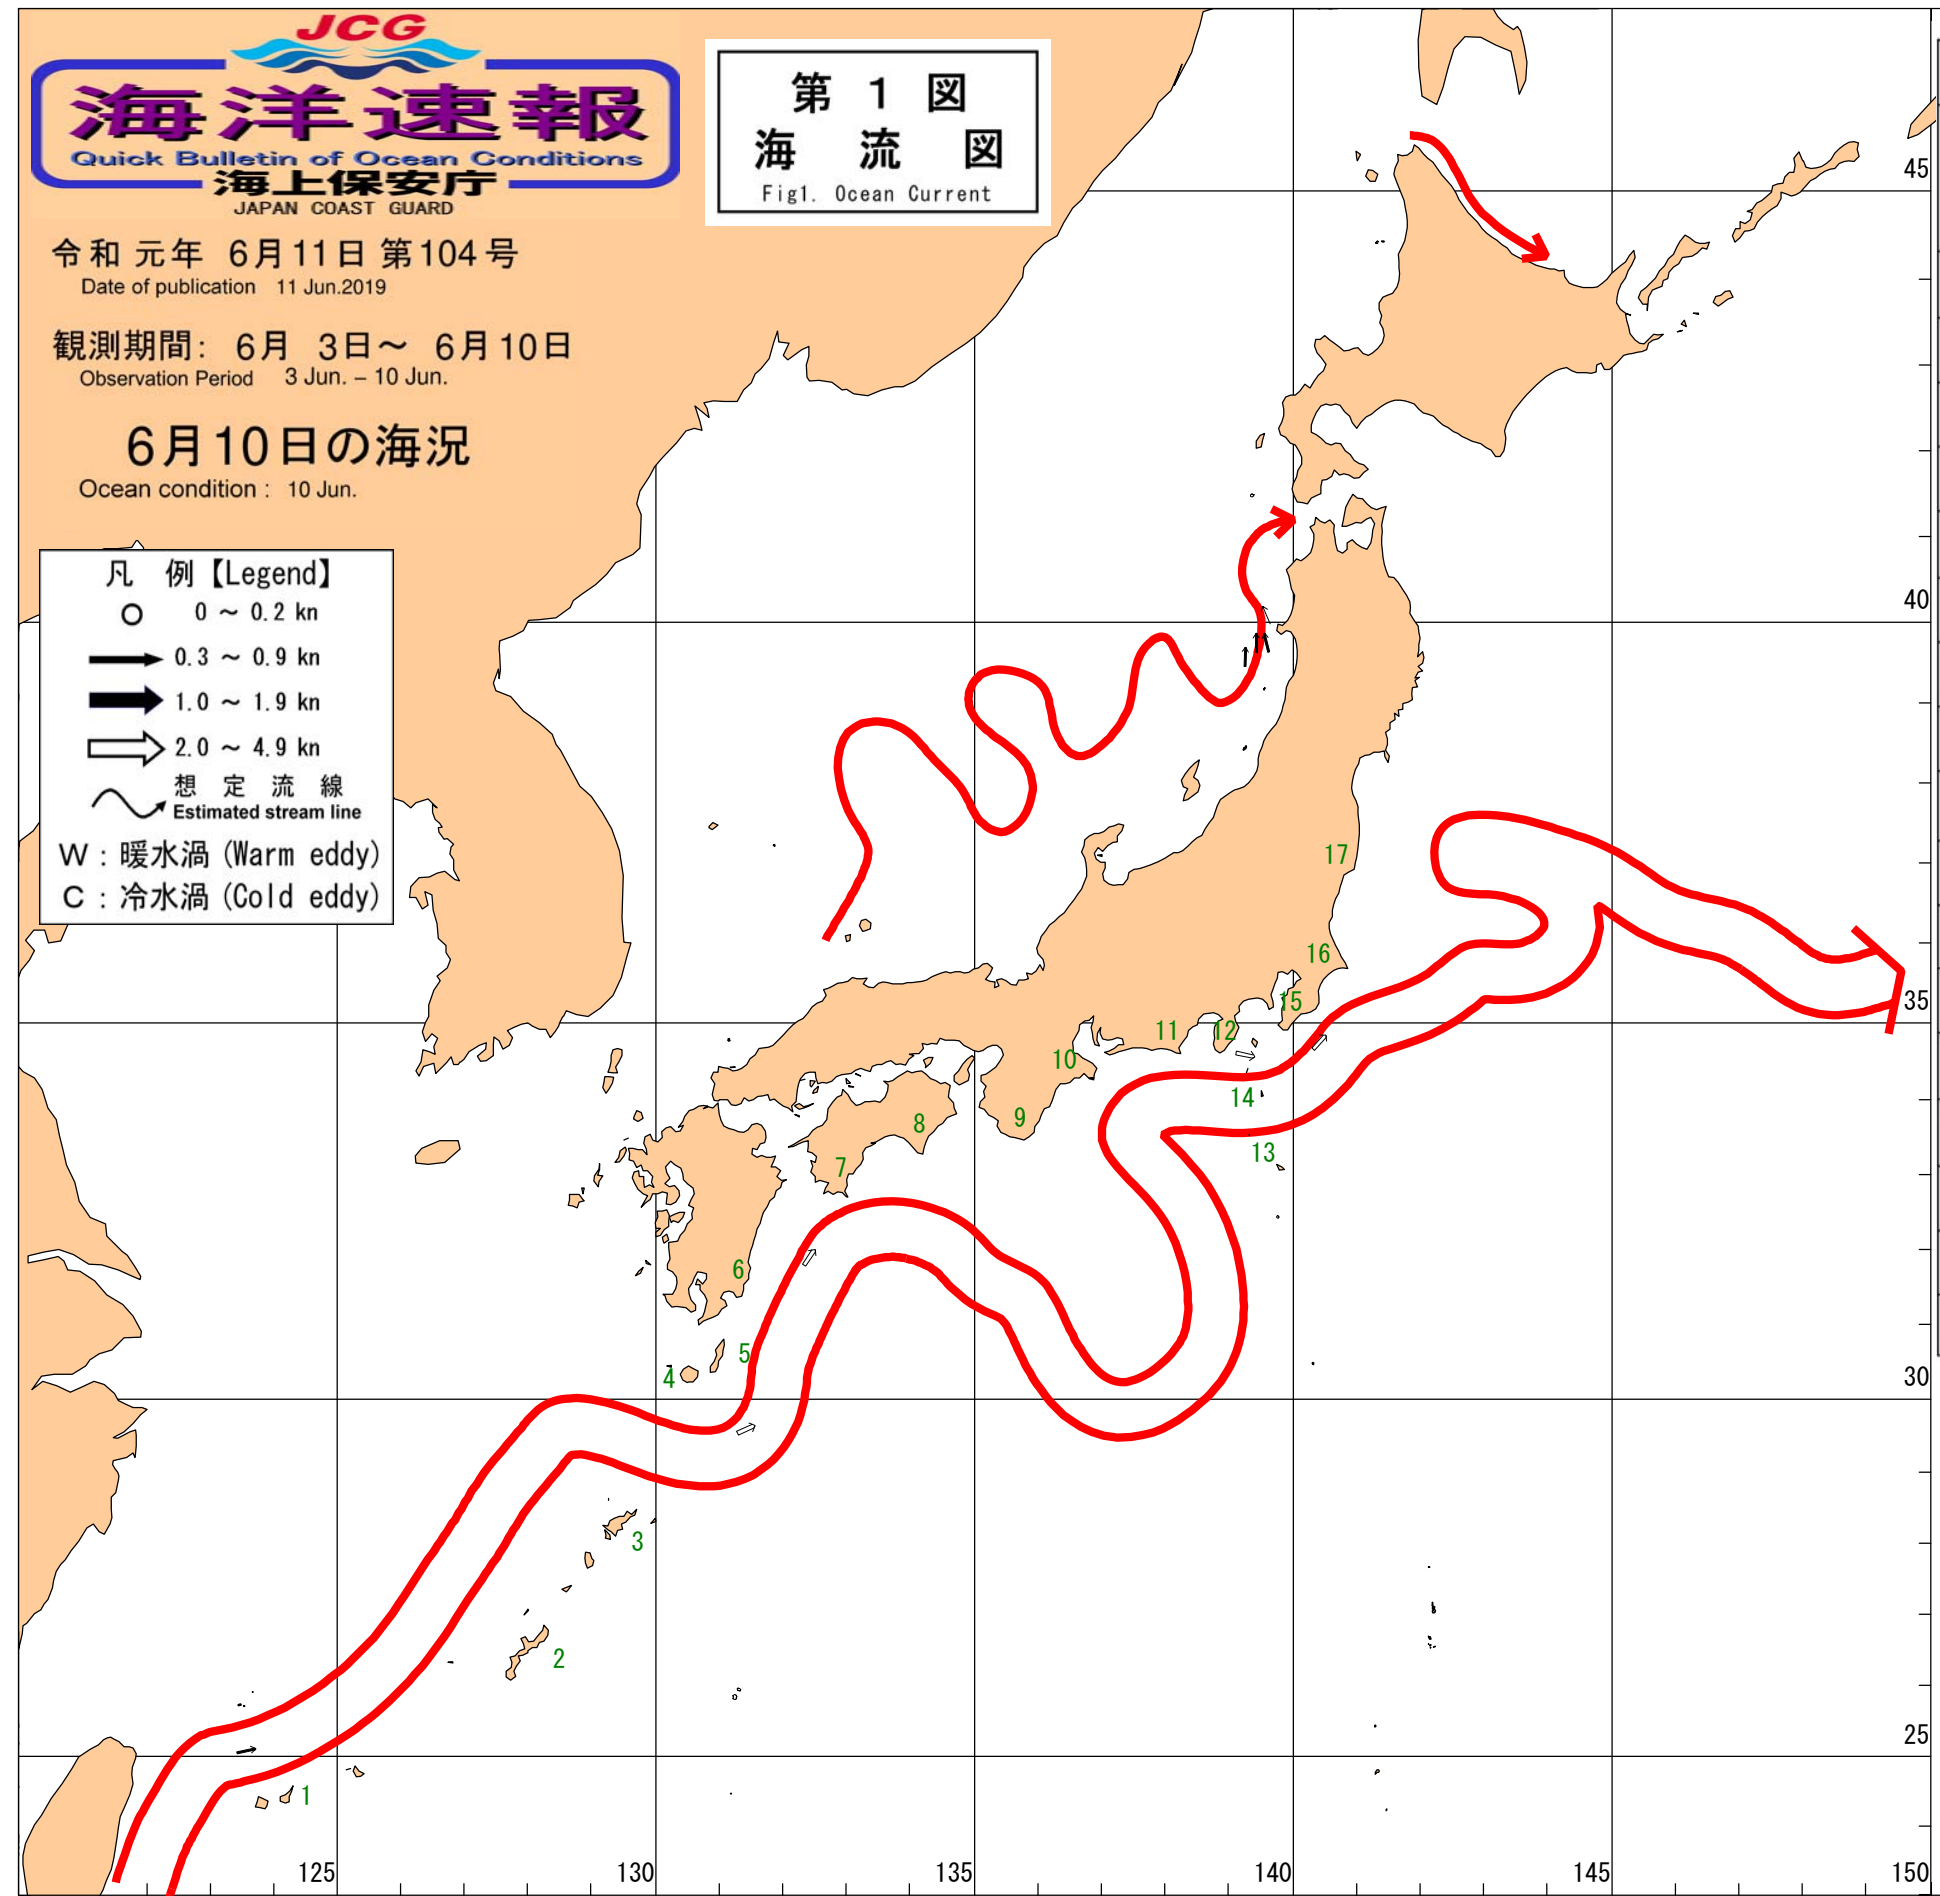 JCG
海洋速報
Quick Bulletin of Ocean Conditions
海上保安庁
JAPAN COAST GUARD
第 1 図
海 流 図
Fig1. Ocean Current
令和 元年 6月11日 第104号
Date of publication 11 Jun.2019
観測期間: 6月 3日～ 6月10日
Observation Period 3 Jun. – 10 Jun.
6月10日の海況
Ocean condition : 10 Jun.
凡 例【Legend】
0 ～ 0.2 kn
0.3 ～ 0.9 kn
1.0 ～ 1.9 kn
2.0 ～ 4.9 kn
想 定 流 線
Estimated stream line
W : 暖水渦 (Warm eddy)
C : 冷水渦 (Cold eddy)
45
40
17
16
35
15
12
11
10
14
9
8
13
7
6
5
4
30
3
2
25
1
125
130
135
140
145
150